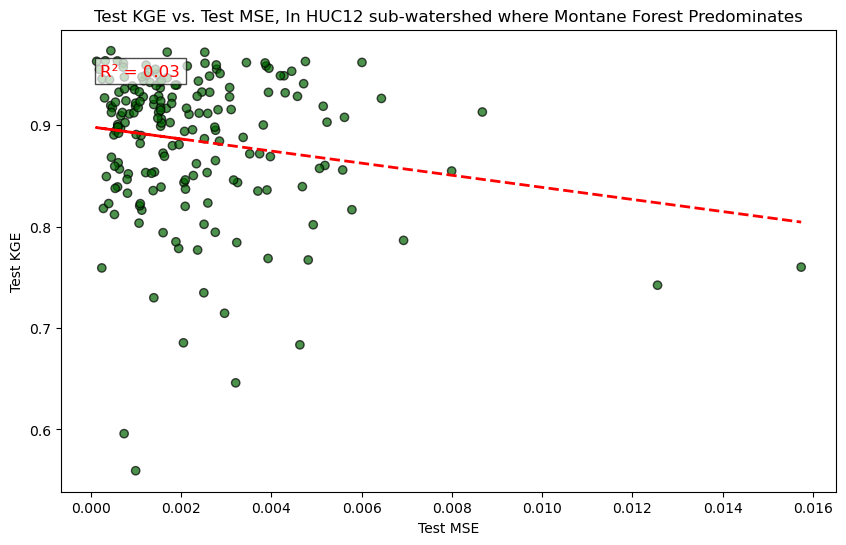 Test KGE vs. Test MSE, In HUC12 sub-watershed where Montane Forest Predominates
R² = 0.03
0.9
0.8
0.7
0.6
Test KGE
0.000 0.002 0.004 0.006 0.008 0.010 0.012 0.014 0.016
Test MSE